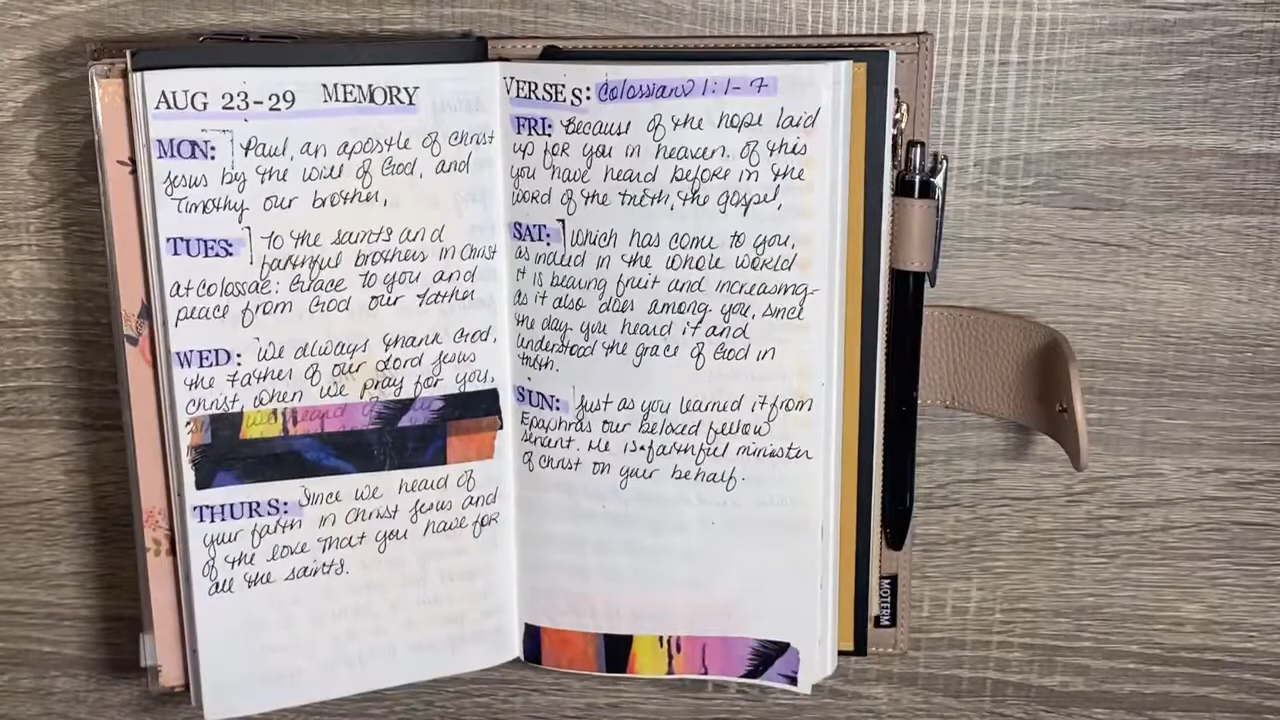 AUG 23-29 MEMORY
MON: Paul, an apostle of Christ
Jesus by the will of God, and
Timothy our brother,
TUES: To the saints and
faithful brothers in Christ
at Colossae: Grace to you and
peace from God our father
WED: We always thank God,
the father of our Lord Jesus
Christ, when we pray for you,
we heard of
THURS: Since we heard of
your faith in Christ Jesus and
of the love that you have for
all the saints.
VERSES: Colossians 1:1-7
FRI: Because of the hope laid
up for you in heaven. Of this
you have heard before in the
word of the truth, the gospel,
SAT: Which has come to you,
as indeed in the whole world
it is bearing fruit and increasing-
as it also does among you, since
the day you heard it and
understood the grace of God in
truth.
SUN: Just as you learned it from
Epaphras our beloved fellow
servant. He is a faithful minister
of Christ on your behalf.
MOTERM